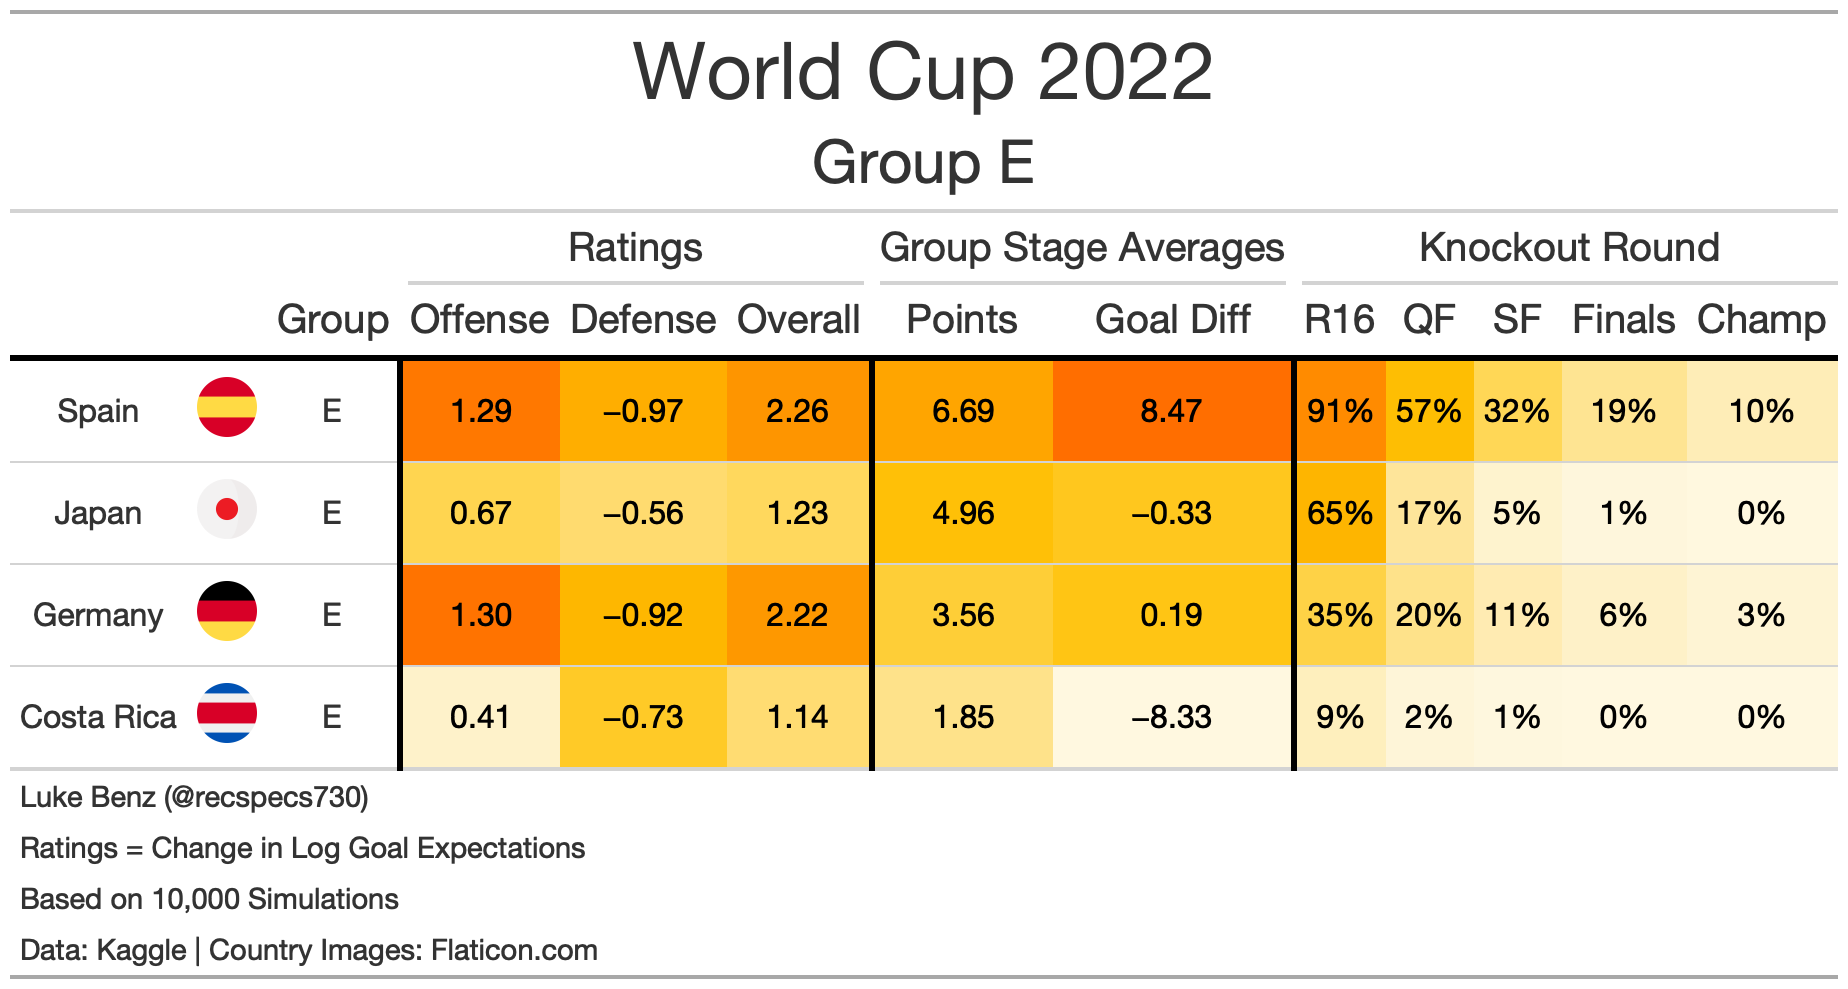 World Cup 2022
Group E
Ratings Group Stage Averages Knockout Round
Group Offense Defense Overall Points Goal Diff R16 QF SF Finals Champ
Spain E 1.29 −0.97 2.26 6.69 8.47 91% 57% 32% 19% 10%
Japan E 0.67 −0.56 1.23 4.96 −0.33 65% 17% 5% 1% 0%
Germany E 1.30 −0.92 2.22 3.56 0.19 35% 20% 11% 6% 3%
Costa Rica E 0.41 −0.73 1.14 1.85 −8.33 9% 2% 1% 0% 0%
Luke Benz (@recspecs730)
Ratings = Change in Log Goal Expectations
Based on 10,000 Simulations
Data: Kaggle | Country Images: Flaticon.com